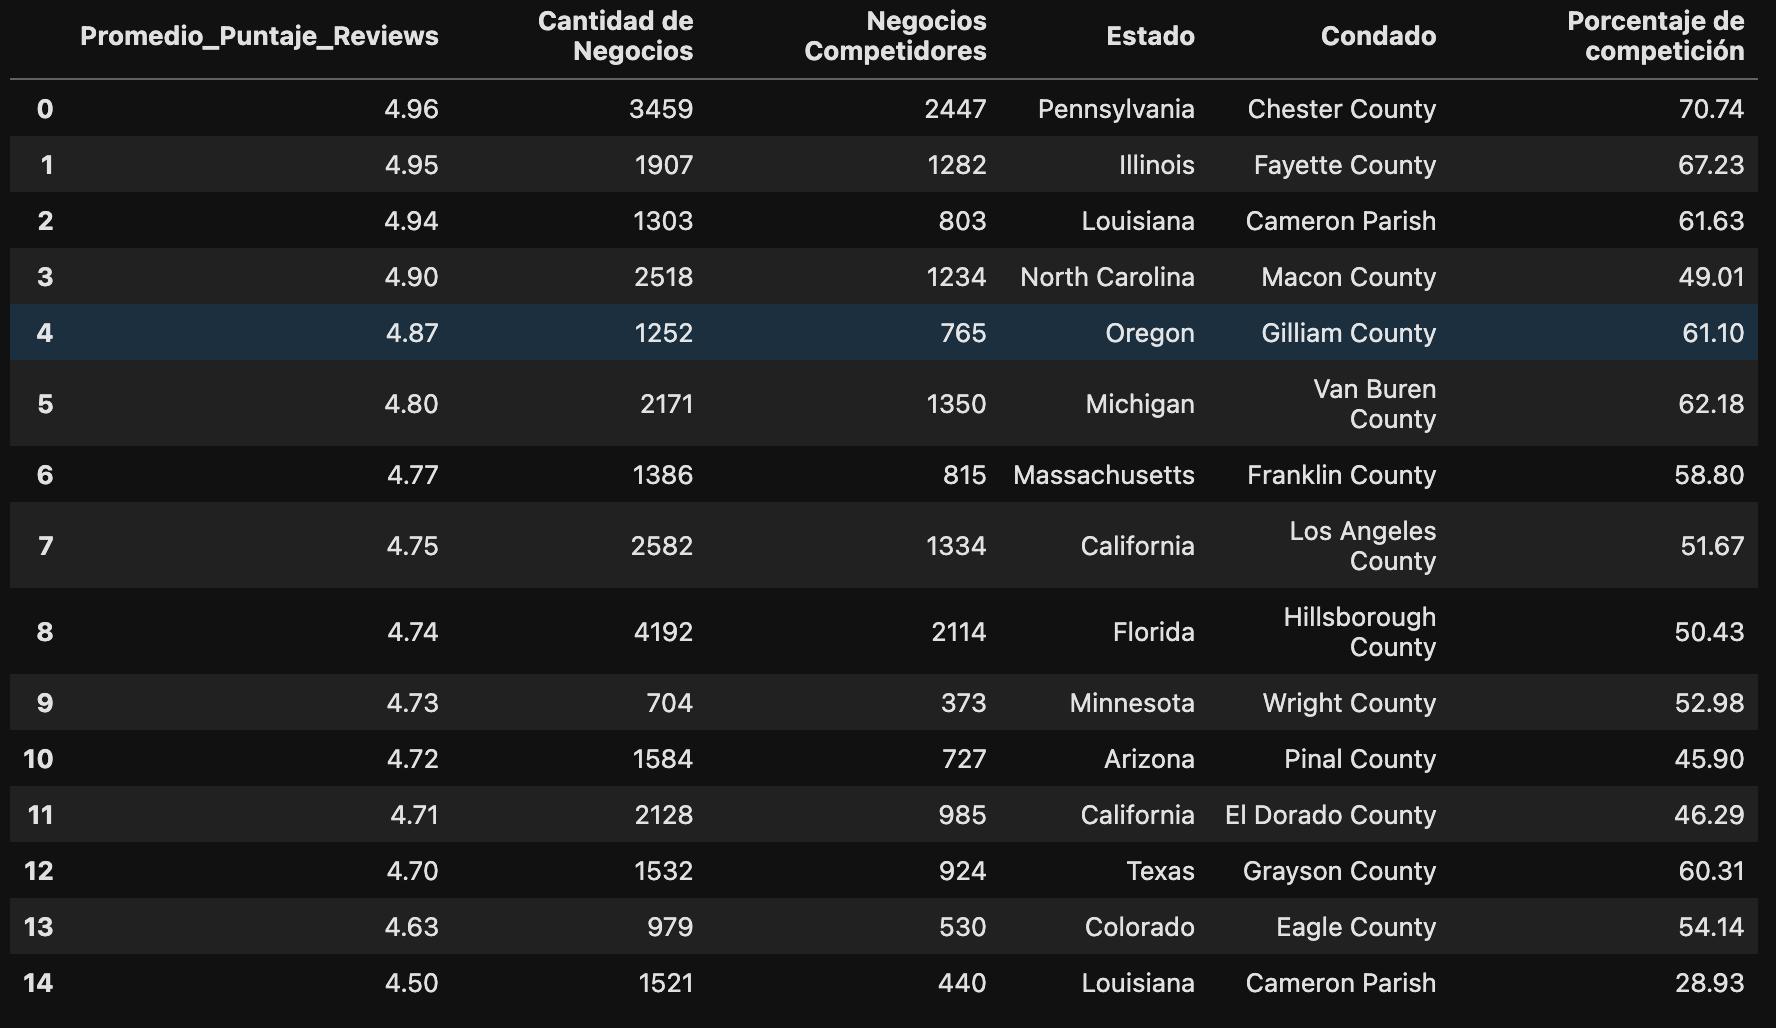 Promedio_Puntaje_Reviews Cantidad de Negocios Negocios Competidores Estado Condado Porcentaje de competición
0 4.96 3459 2447 Pennsylvania Chester County 70.74
1 4.95 1907 1282 Illinois Fayette County 67.23
2 4.94 1303 803 Louisiana Cameron Parish 61.63
3 4.90 2518 1234 North Carolina Macon County 49.01
4 4.87 1252 765 Oregon Gilliam County 61.10
5 4.80 2171 1350 Michigan Van Buren County 62.18
6 4.77 1386 815 Massachusetts Franklin County 58.80
7 4.75 2582 1334 California Los Angeles County 51.67
8 4.74 4192 2114 Florida Hillsborough County 50.43
9 4.73 704 373 Minnesota Wright County 52.98
10 4.72 1584 727 Arizona Pinal County 45.90
11 4.71 2128 985 California El Dorado County 46.29
12 4.70 1532 924 Texas Grayson County 60.31
13 4.63 979 530 Colorado Eagle County 54.14
14 4.50 1521 440 Louisiana Cameron Parish 28.93